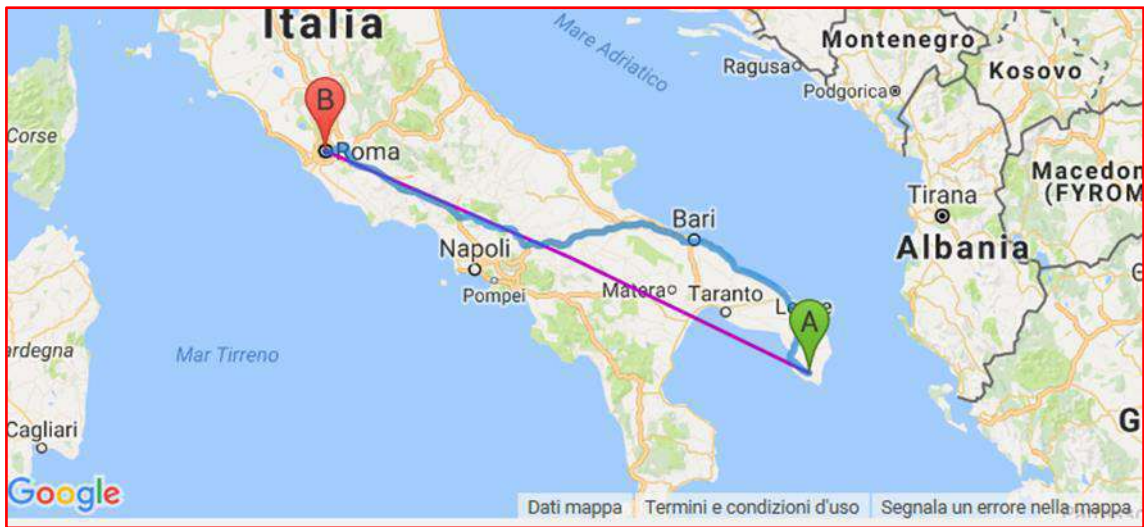 Italia
Mare Adriatico
Montenegro
Ragusa
Podgorica
Kosovo
B
Corse
Roma
Macedon
(FYROM
Tirana
Bari
Albania
Napoli
Pompei
Matera
Taranto
A
ardegna
Mar Tirreno
G
Cagliari
Google
Dati mappa
Termini e condizioni d'uso
Segnala un errore nella mappa